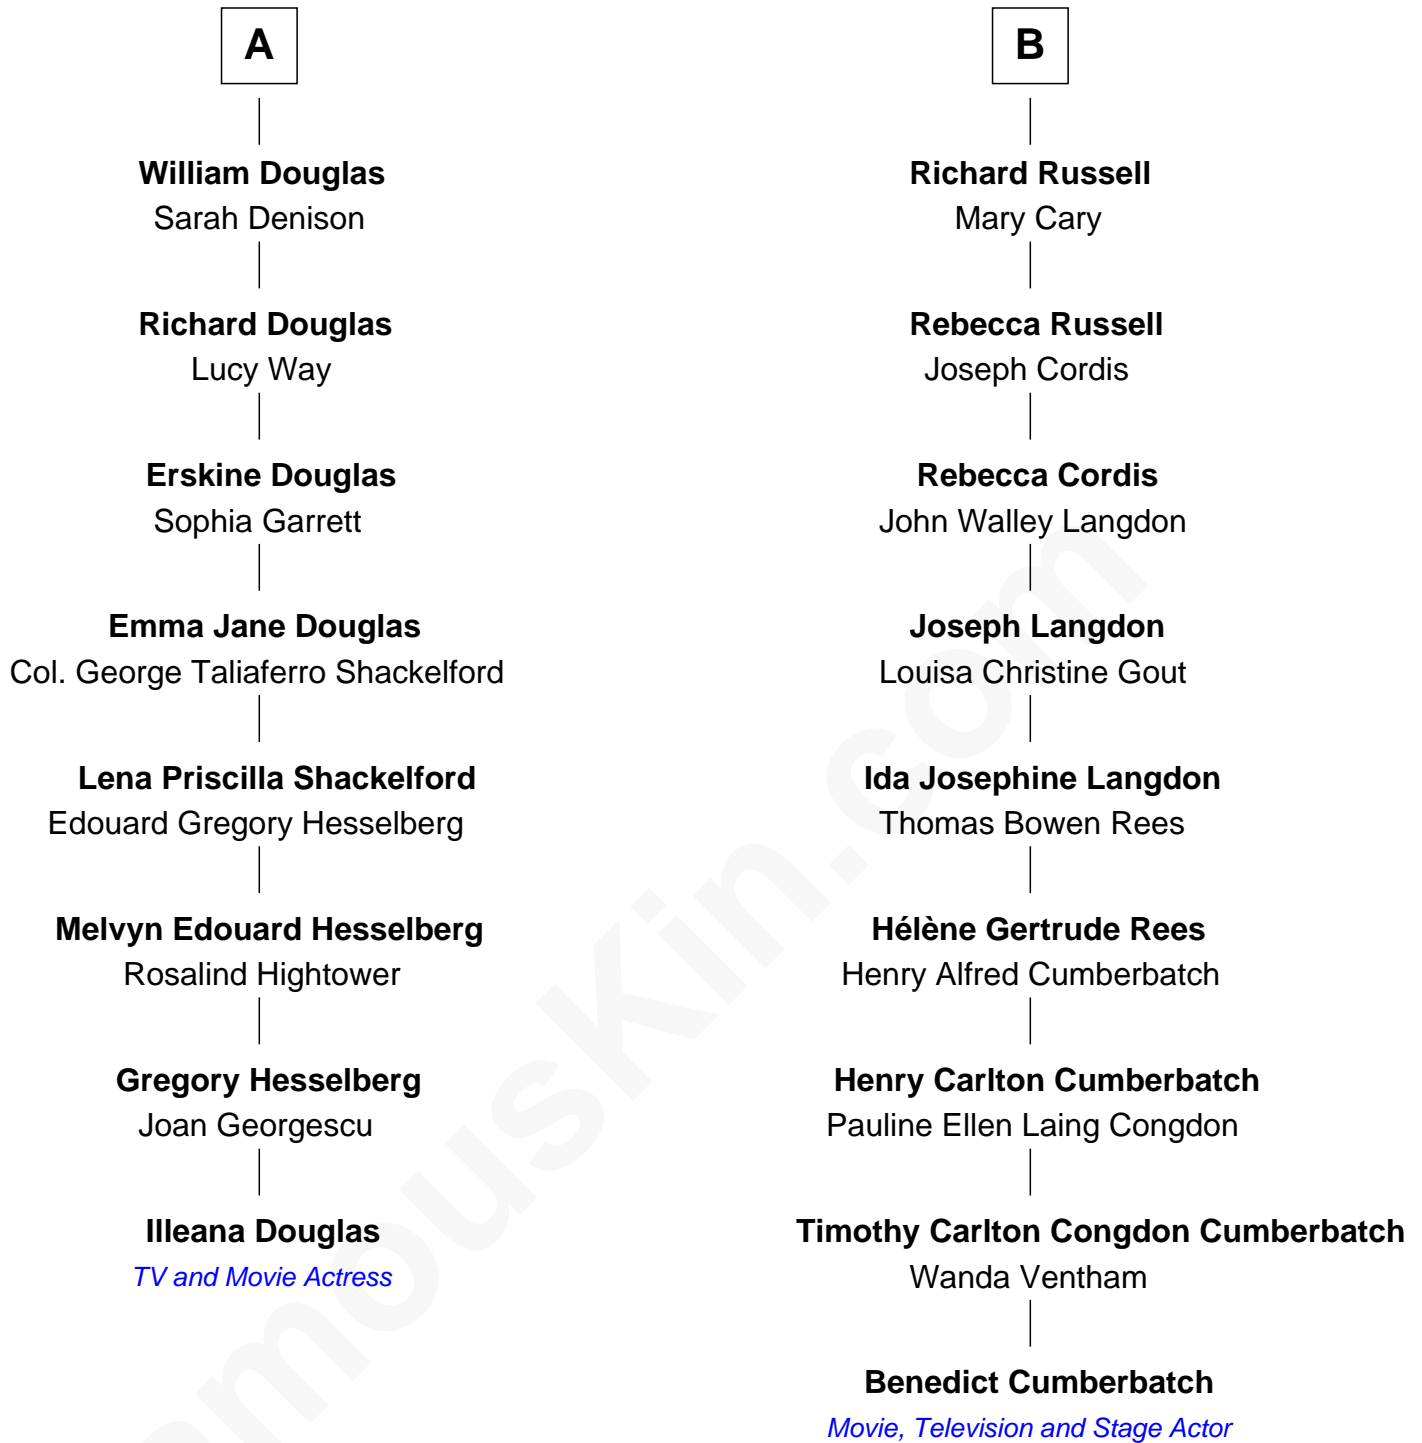 A
William Douglas
Sarah Denison
Richard Douglas
Lucy Way
Erskine Douglas
Sophia Garrett
Emma Jane Douglas
Col. George Taliaferro Shackelford
Lena Priscilla Shackelford
Edouard Gregory Hesselberg
Melvyn Edouard Hesselberg
Rosalind Hightower
Gregory Hesselberg
Joan Georgescu
Illeana Douglas
TV and Movie Actress
B
Richard Russell
Mary Cary
Rebecca Russell
Joseph Cordis
Rebecca Cordis
John Walley Langdon
Joseph Langdon
Louisa Christine Gout
Ida Josephine Langdon
Thomas Bowen Rees
Hélène Gertrude Rees
Henry Alfred Cumberbatch
Henry Carlton Cumberbatch
Pauline Ellen Laing Congdon
Timothy Carlton Congdon Cumberbatch
Wanda Ventham
Benedict Cumberbatch
Movie, Television and Stage Actor
amousKin.com